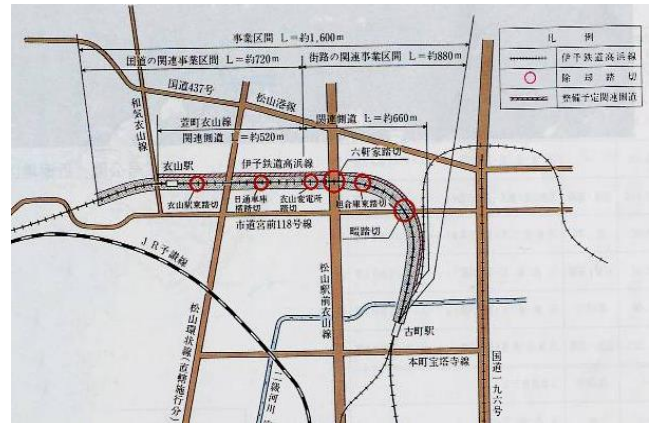 事業区間 L=約1,600m
国道の関連事業区間 L=約720m
街路の関連事業区間 L=約880m
凡例
伊予鉄道高浜線
除却踏切
整備予定関連側道
国道437号
松山港線
和気衣山線
萱町衣山線
関連側道 L=約520m
関連側道 L=約660m
衣山駅
伊予鉄道高浜線
六軒家踏切
衣山駅東踏切
日通車庫
横踏切
衣山変電所
踏切
市道宮前118号線
JR予讃線
松山環状線(直轄施行分)
松山駅前衣山線
古町駅
本町宝塔寺線
国道一九六号